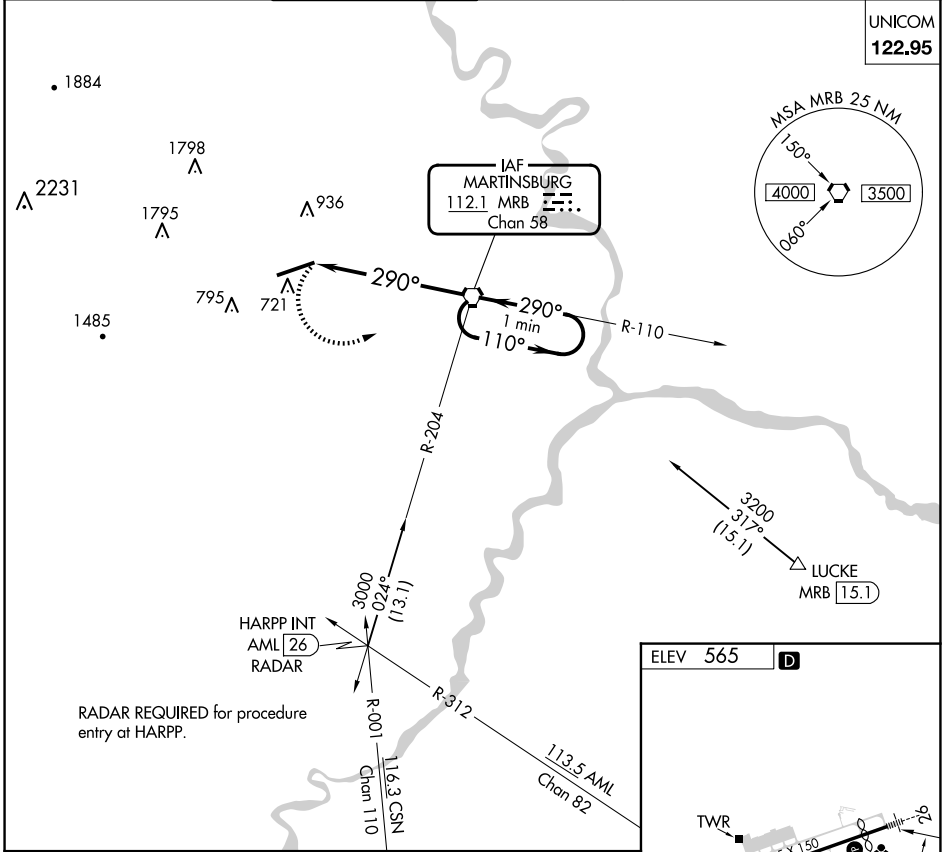 UNICOM
122.95
1884
MSA MRB 25 NM
150°
4000
3500
060°
1798
2231
1795
936
IAF
MARTINSBURG
112.1 MRB
Chan 58
290°
795
721
1485
290°
1 min
110°
R-110
R-204
3200
317°
(15.1)
LUCKE
MRB 15.1
3000
024°
(13.1)
HARPP INT
AML 26
RADAR
RADAR REQUIRED for procedure
entry at HARPP.
R-312
R-001
116.3 CSN
Chan 110
113.5 AML
Chan 82
ELEV 565 D
TWR
X 150
26